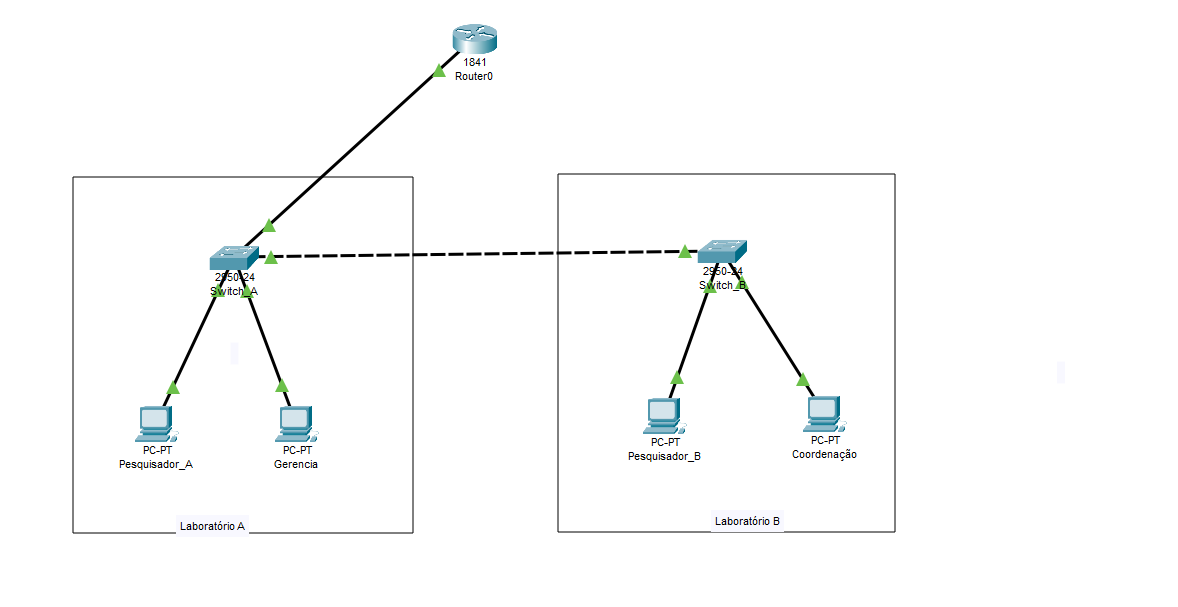 1841
Router0
2950-24
Switch_A
2950-24
Switch_B
PC-PT
Pesquisador_A
PC-PT
Gerencia
PC-PT
Pesquisador_B
PC-PT
Coordenação
Laboratório A
Laboratório B